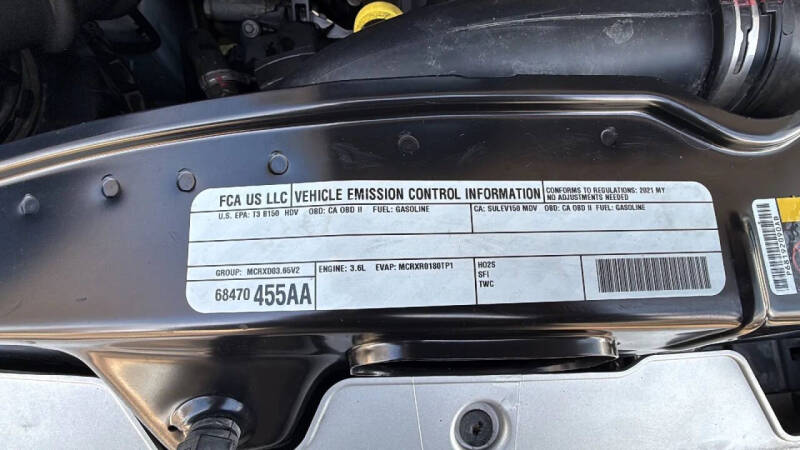 FCA US LLC
VEHICLE EMISSION CONTROL INFORMATION
CONFORMS TO REGULATIONS: 2021 MY
NO ADJUSTMENTS NEEDED
U.S. EPA: T3 B150 HDV OBD: CA OBD II FUEL: GASOLINE
CA: SULEV150 MDV OBD: CA OBD II FUEL: GASOLINE
GROUP: MCRXD03.65V2
ENGINE: 3.6L EVAP: MCRXR0180TP1
HO2S
SFI
TWC
68470 455AA
P68197090AB